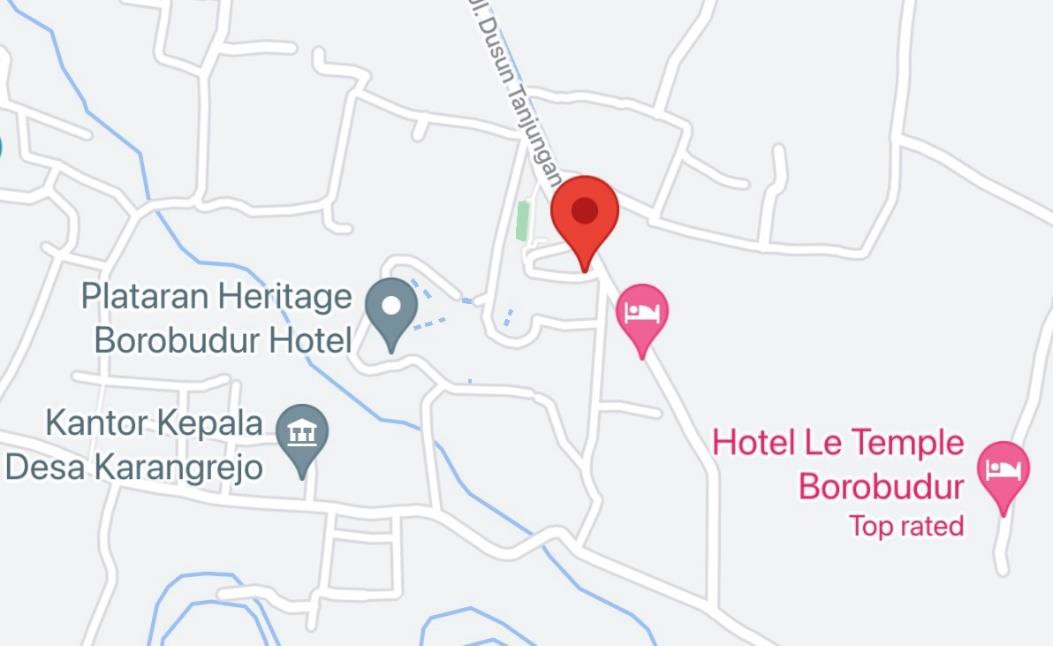 Jl. Dusun Tanjungan
Plataran Heritage
Borobudur Hotel
Kantor Kepala
Desa Karangrejo
Hotel Le Temple
Borobudur
Top rated